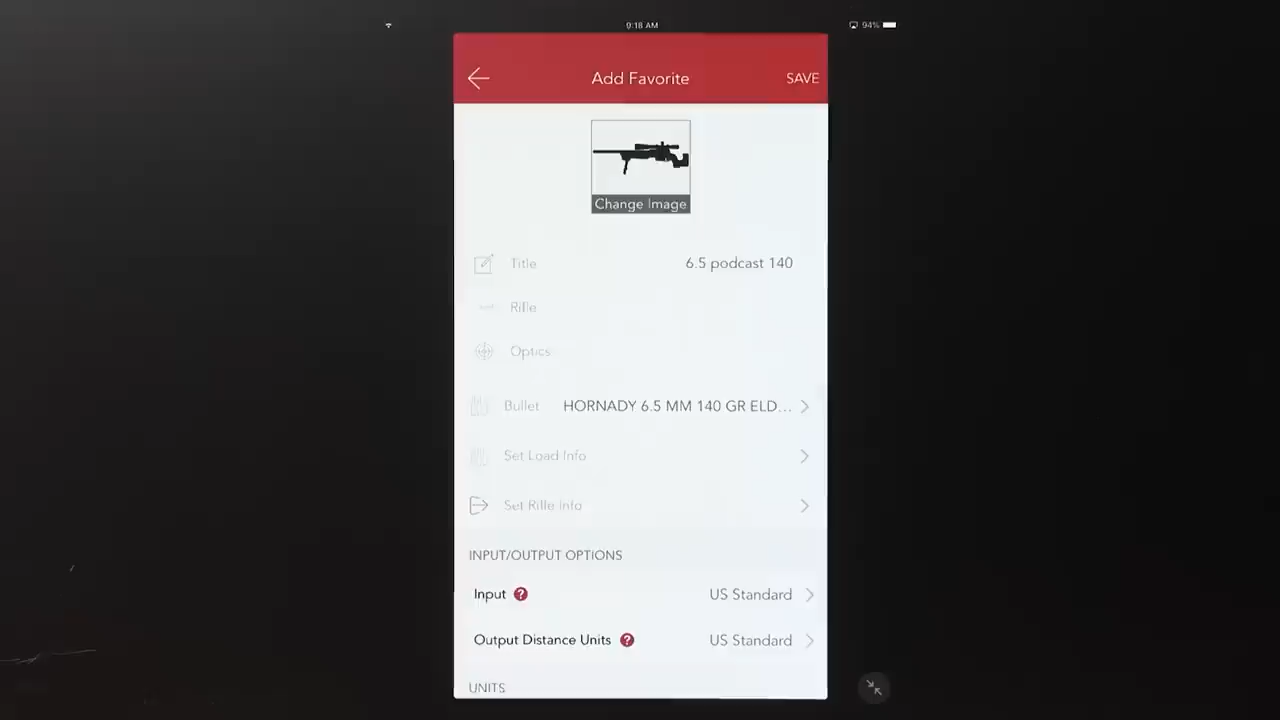 9:18 AM
94%
Add Favorite
SAVE
Change Image
Title 6.5 podcast 140
Rifle
Optics
Bullet HORNADY 6.5 MM 140 GR ELD...
Set Load Info
Set Rifle Info
INPUT/OUTPUT OPTIONS
Input ? US Standard
Output Distance Units ? US Standard
UNITS